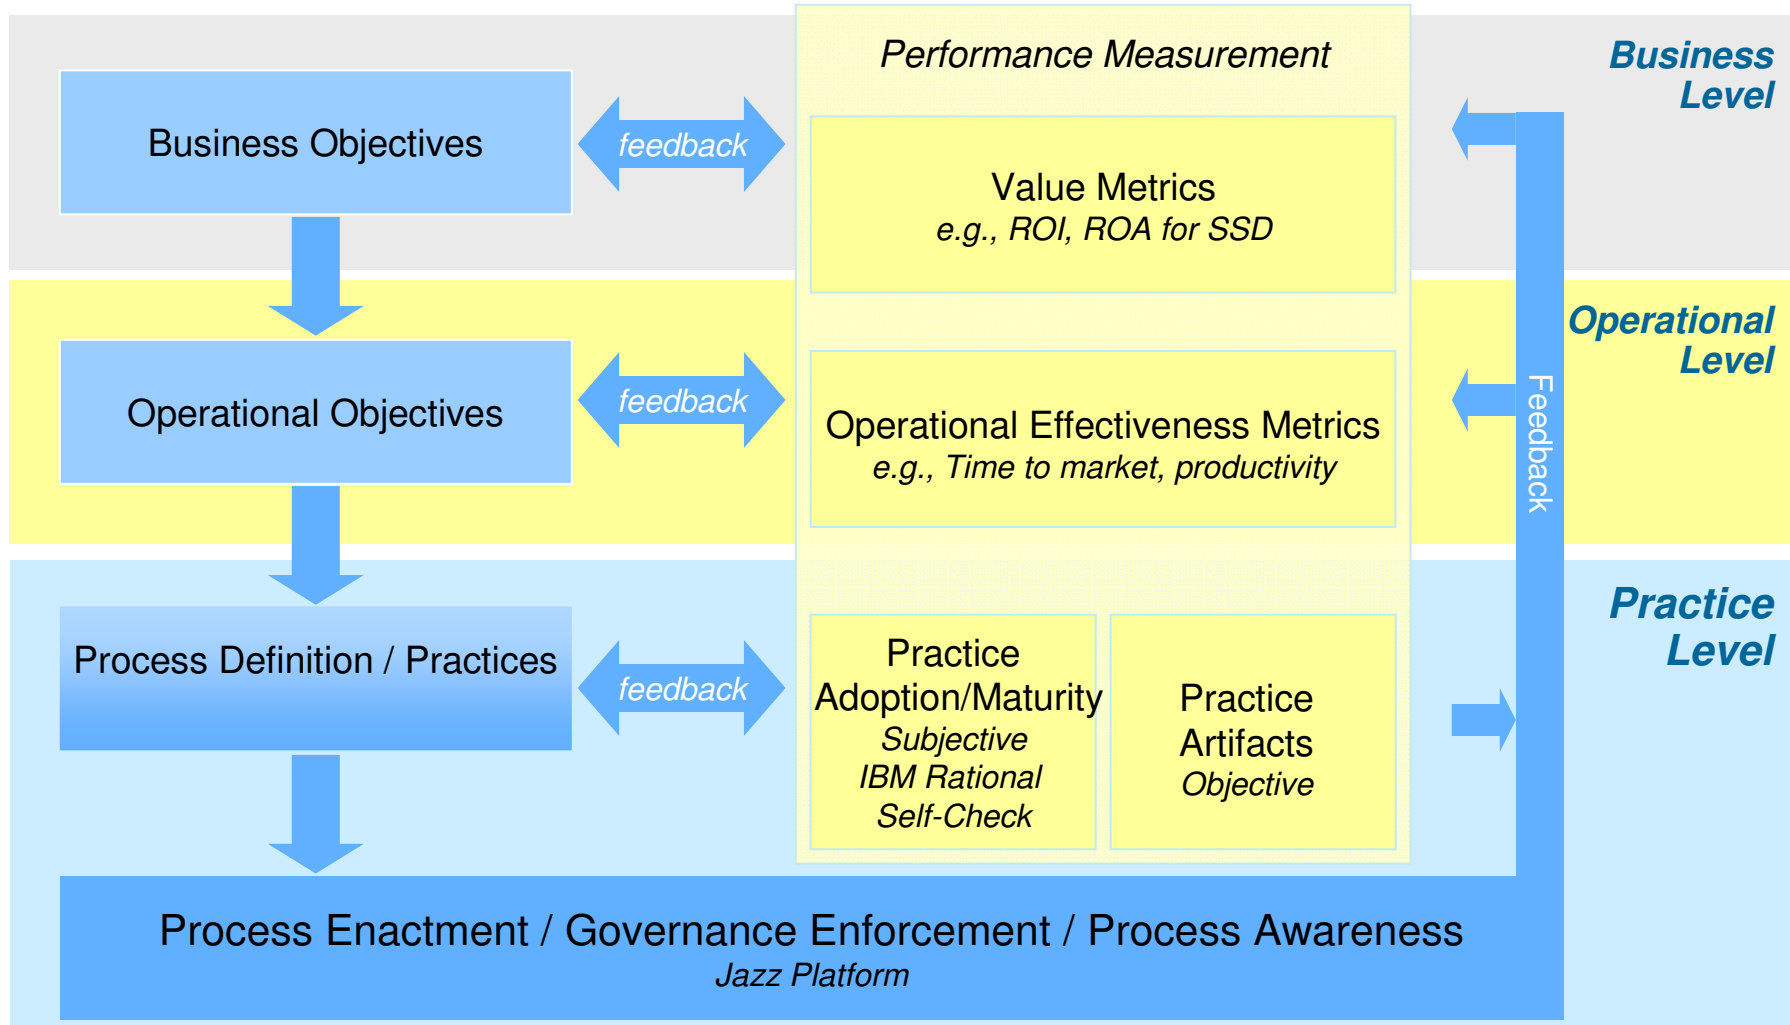 Performance Measurement
Business
Level
Business Objectives
feedback
Value Metrics
e.g., ROI, ROA for SSD
Operational
Level
Operational Objectives
feedback
Operational Effectiveness Metrics
e.g., Time to market, productivity
Feedback
Practice
Level
Process Definition / Practices
feedback
Practice
Adoption/Maturity
Subjective
IBM Rational
Self-Check
Practice
Artifacts
Objective
Process Enactment / Governance Enforcement / Process Awareness
Jazz Platform